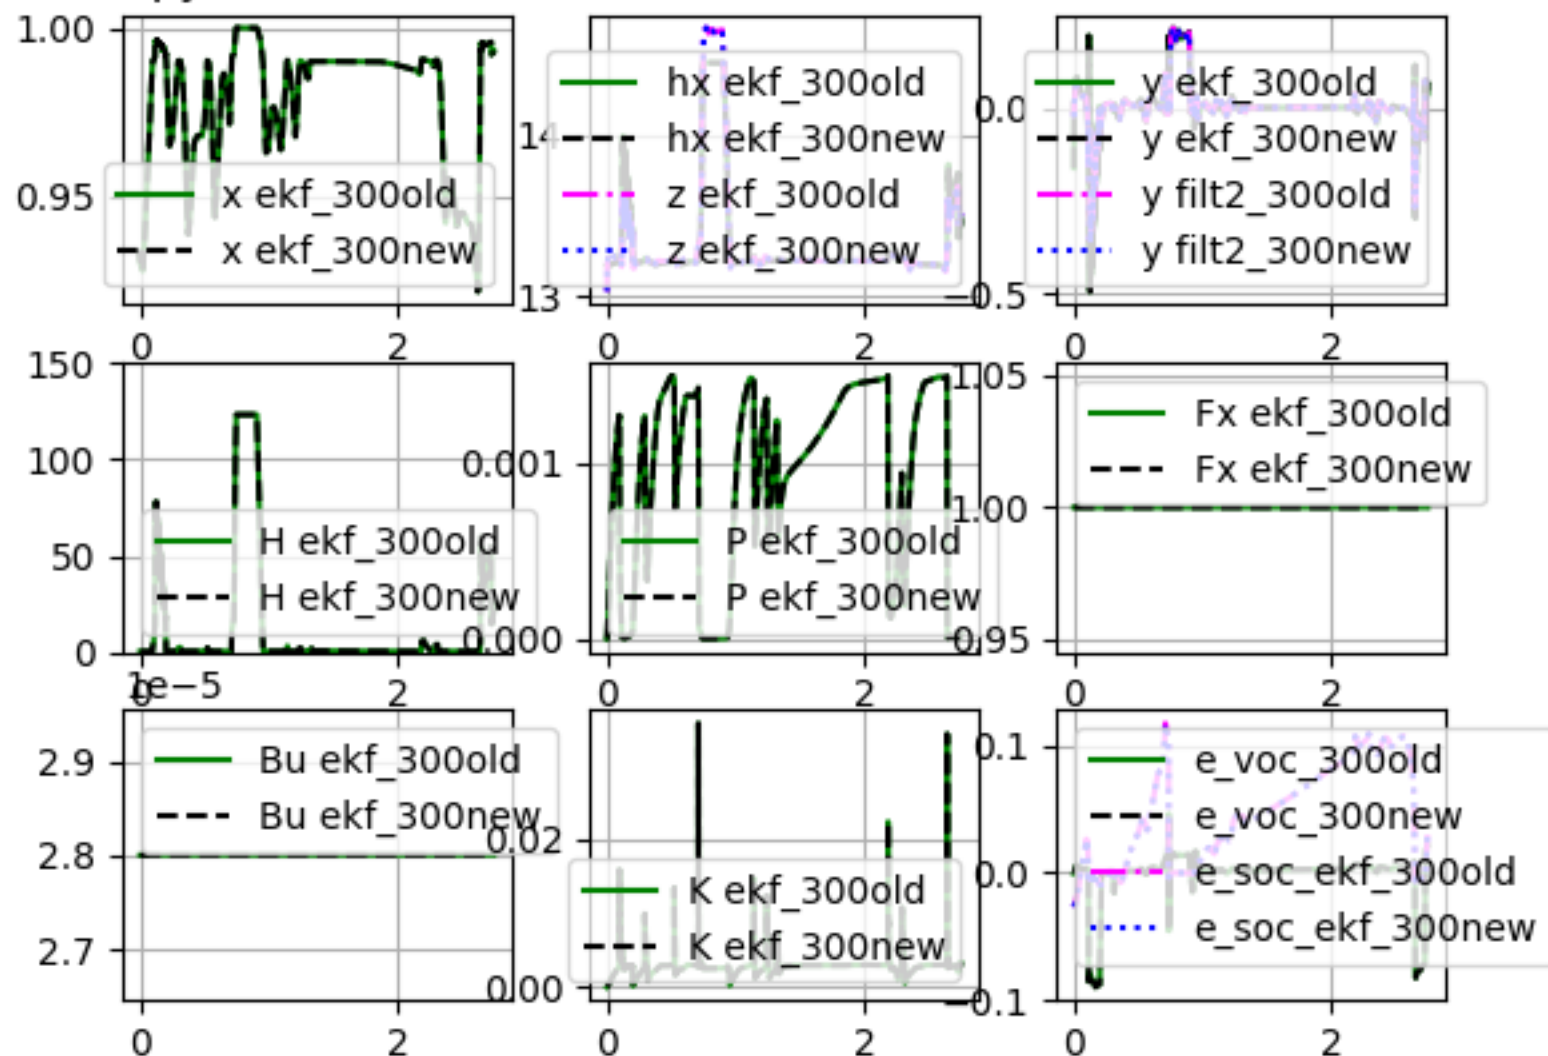 1.00
0.95
x ekf_300old
x ekf_300new
0
2
14
13
hx ekf_300old
hx ekf_300new
z ekf_300old
z ekf_300new
0
2
0.0
−0.5
y ekf_300old
y ekf_300new
y filt2_300old
y filt2_300new
0
2
150
100
50
0
H ekf_300old
H ekf_300new
0
2
0.001
0.000
P ekf_300old
P ekf_300new
0
2
1.05
1.00
0.95
Fx ekf_300old
Fx ekf_300new
0
2
1e−5
2.9
2.8
2.7
Bu ekf_300old
Bu ekf_300new
0
2
0.02
0.00
K ekf_300old
K ekf_300new
0
2
0.1
0.0
−0.1
e_voc_300old
e_voc_300new
e_soc_ekf_300old
e_soc_ekf_300new
0
2